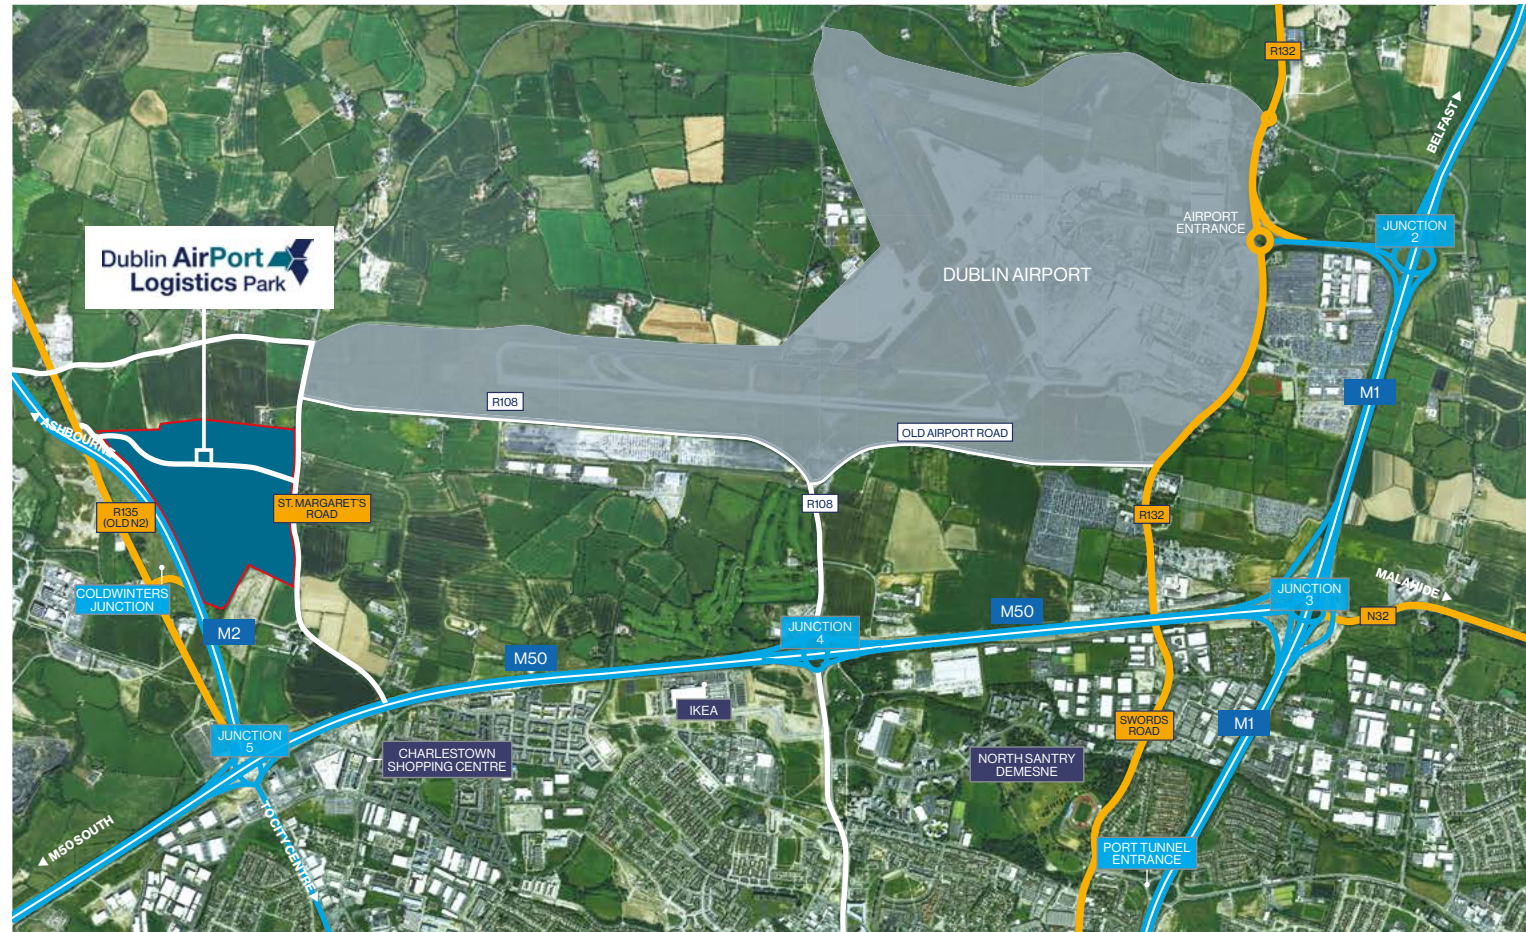 R132
BELFAST
AIRPORT
ENTRANCE
JUNCTION
2
Dublin AirPort
Logistics Park
DUBLIN AIRPORT
M1
R108
OLD AIRPORT ROAD
ASHBOURNE
ST. MARGARET'S
ROAD
R108
R135
(OLD N2)
R132
COLDWINTERS
JUNCTION
MALAHIDE
JUNCTION
3
N32
M50
M2
JUNCTION
4
M50
IKEA
SWORDS
ROAD
M1
JUNCTION
5
CHARLESTOWN
SHOPPING CENTRE
NORTH SANTRY
DEMESNE
M50 SOUTH
TO CITY CENTRE
PORT TUNNEL
ENTRANCE